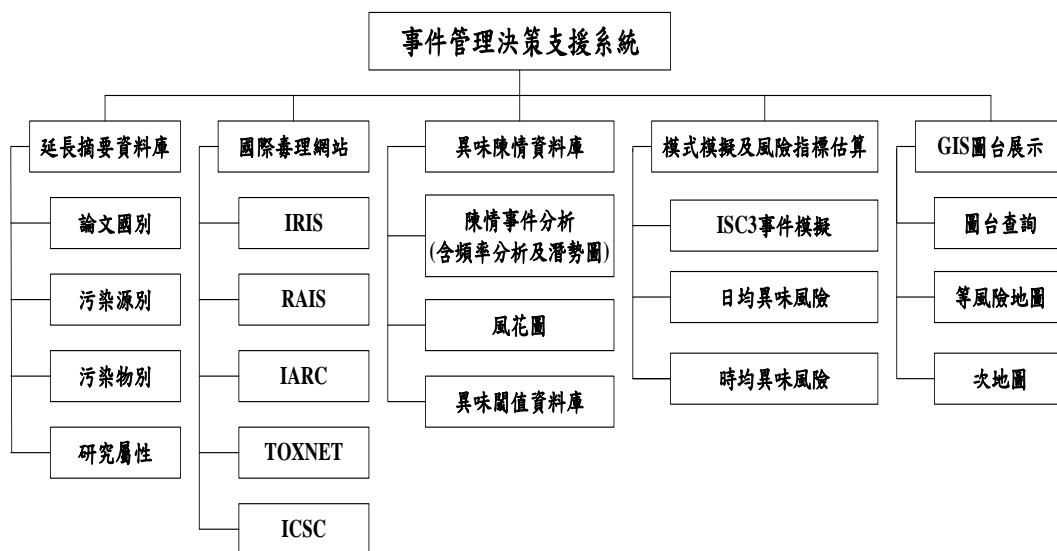 事件管理決策支援系統
延長摘要資料庫
論文國別
污染源別
污染物別
研究屬性
國際毒理網站
IRIS
RAIS
IARC
TOXNET
ICSC
異味陳情資料庫
陳情事件分析
(含頻率分析及潛勢圖)
風花圖
異味閾值資料庫
模式模擬及風險指標估算
ISC3事件模擬
日均異味風險
時均異味風險
GIS圖台展示
圖台查詢
等風險地圖
次地圖